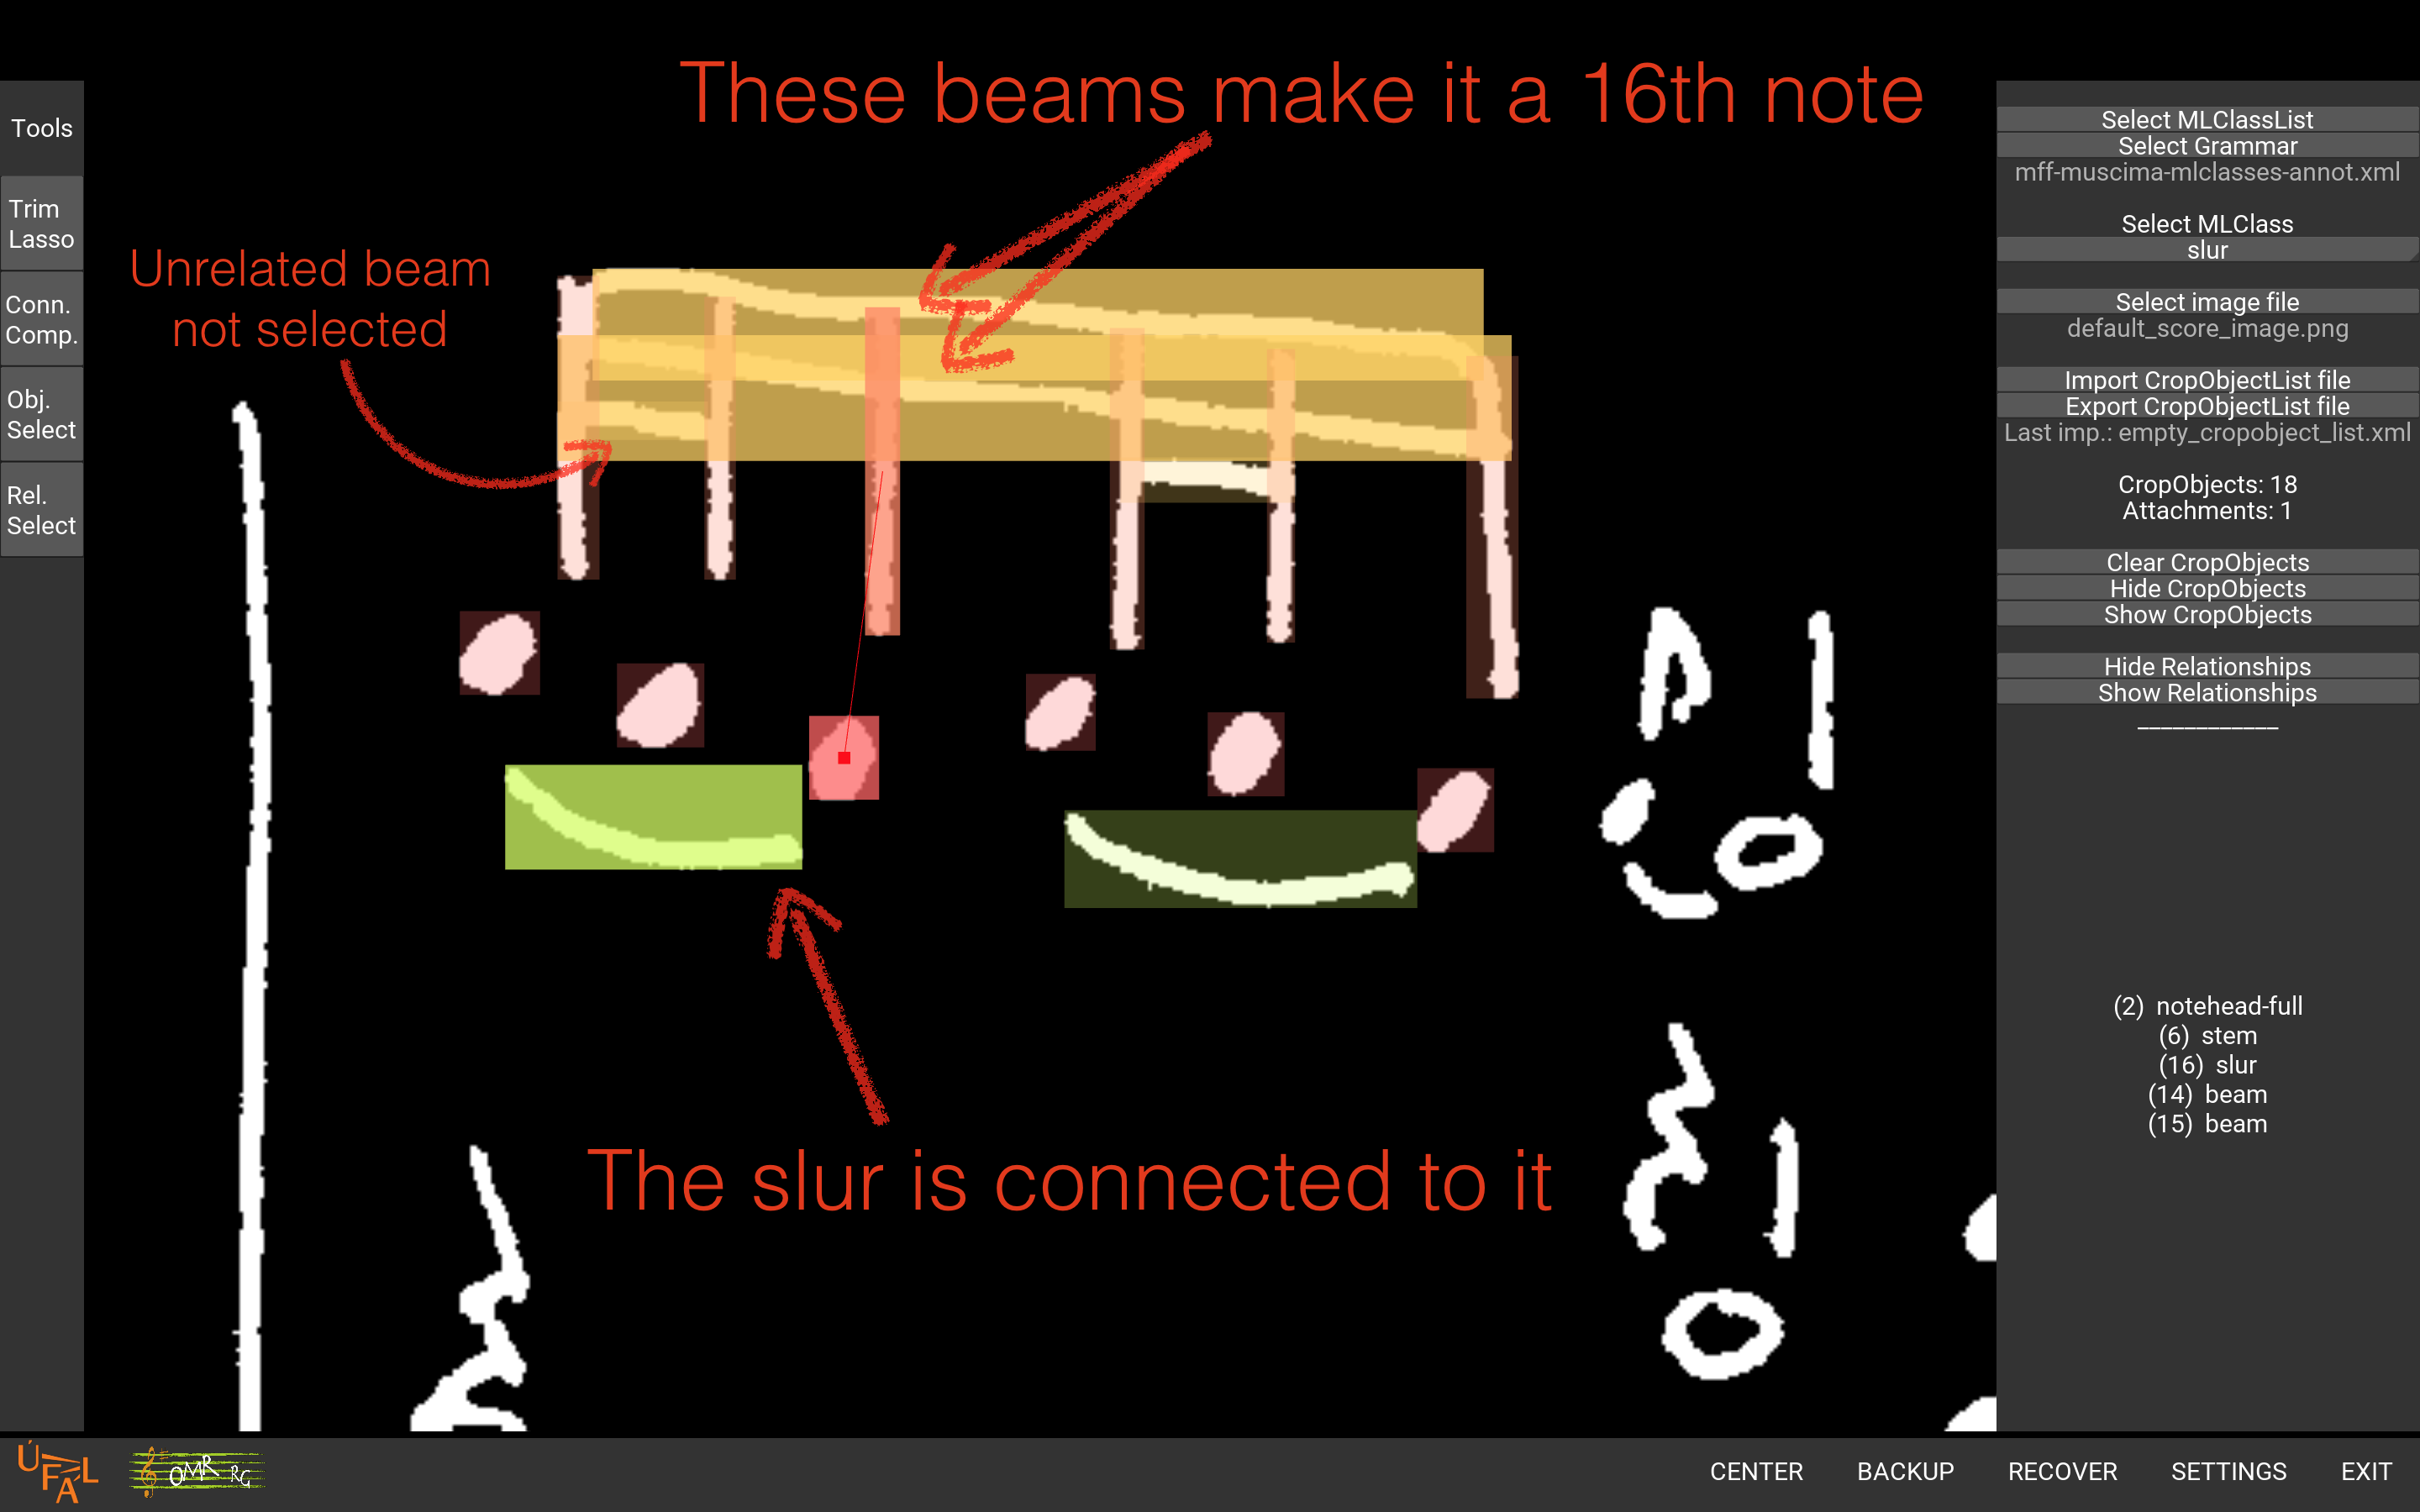 These beams make it a 16th note
Tools
Trim
Lasso
Conn.
Comp.
Obj.
Select
Rel.
Select
Unrelated beam
not selected
The slur is connected to it
Select MLClassList
Select Grammar
mff-muscima-mlclasses-annot.xml
Select MLClass
slur
Select image file
default_score_image.png
Import CropObjectList file
Export CropObjectList file
Last imp.: empty_cropobject_list.xml
CropObjects: 18
Attachments: 1
Clear CropObjects
Hide CropObjects
Show CropObjects
Hide Relationships
Show Relationships
____________
(2) notehead-full
(6) stem
(16) slur
(14) beam
(15) beam
ÚFAL
OMR RG
CENTER BACKUP RECOVER SETTINGS EXIT